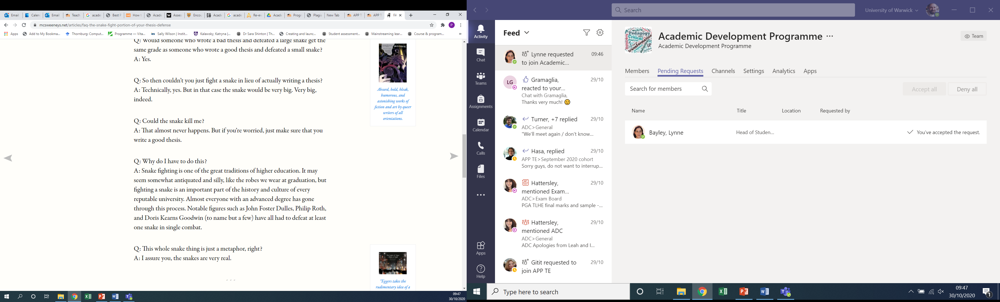 Email
Calenc
Email
Teach
acade
Best P
How t
Acade
Asses
Encou
Acade
acade
Re-ev
Acade
Progra
Plagia
New Tab
APP T
APP T
FA
mcsweeneys.net/articles/faq-the-snake-fight-portion-of-your-thesis-defense
P
Apps
Add to My Bookma...
Thornburg: Comput...
Programme — Vita...
ies Sally Wilson | Instit...
Kalawsky, Katryna |...
Dr Sara Shinton | Th...
Creating and launc...
Student assessment...
Mainstreaming lear...
Course & program...
Q: Would someone who wrote a bad thesis and defeated a large snake get the
same grade as someone who wrote a good thesis and defeated a small snake?
A: Yes.
Q: So then couldn’t you just fight a snake in lieu of actually writing a thesis?
A: Technically, yes. But in that case the snake would be very big. Very big,
indeed.
Q: Could the snake kill me?
A: That almost never happens. But if you’re worried, just make sure that you
write a good thesis.
Q: Why do I have to do this?
A: Snake fighting is one of the great traditions of higher education. It may
seem somewhat antiquated and silly, like the robes we wear at graduation, but
fighting a snake is an important part of the history and culture of every
reputable university. Almost everyone with an advanced degree has gone
through this process. Notable figures such as John Foster Dulles, Philip Roth,
and Doris Kearns Goodwin (to name but a few) have all had to defeat at least
one snake in single combat.
Q: This whole snake thing is just a metaphor, right?
A: I assure you, the snakes are very real.
- - -
Absurd, bold, bleak,
humorous, and
astonishing works of
fiction and art by queer
writers of all
orientations.
"Eggers takes the
rudimentary idea of a
09:47
30/10/2020
Search
University of Warwick
Activity
Chat
Teams
Assignments
Calendar
Calls
Files
Apps
Help
Feed
Lynne requested
to join Academic...
09:46
LG
Gramaglia,
reacted to your...
29/10
Chat with Gramaglia,
Thanks very much!
Turner, +7 replied
29/10
ADC>General
"We'll meet again / don't know...
Hasa, replied
29/10
APP TE>September 2020 cohort
Sorry guys, do not want to interrup...
Hattersley,
mentioned Exam...
29/10
ADC>Exam Board
PGA TLHE final marks and sample -...
Hattersley,
mentioned ADC
29/10
ADC>General
ADC Apologies from Leah and I...
Gitit requested to
join APP TE
29/10
Pedagogy
Critical
transformation
Academic Development Programme ...
Academic Development Programme
Team
Members
Pending Requests
Channels
Settings
Analytics
Apps
Search for members
Accept all
Deny all
Name
Title
Location
Requested by
Bayley, Lynne
Head of Studen...
You've accepted the request.
Type here to search
09:47
30/10/2020
1